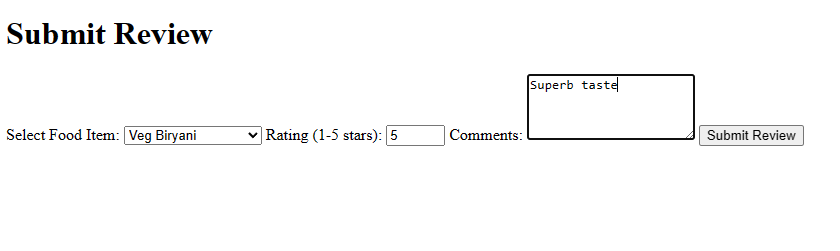 Submit Review
Superb taste
Select Food Item: Veg Biryani Rating (1-5 stars): 5 Comments: Submit Review